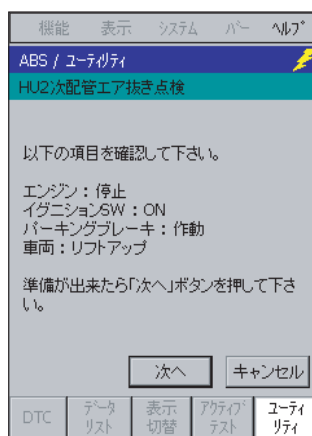 機能 表示 システム バー ヘルプ
ABS / ユーティリティ
HU2次配管エア抜き点検
以下の項目を確認して下さい。
エンジン：停止
イグニションSW：ON
パーキングブレーキ：作動
車両：リフトアップ
準備が出来たら「次へ」ボタンを押して下さ
い。
次へ キャンセル
DTC データ 表示 アクティブ ユーティ
リスト 切替 テスト リティ